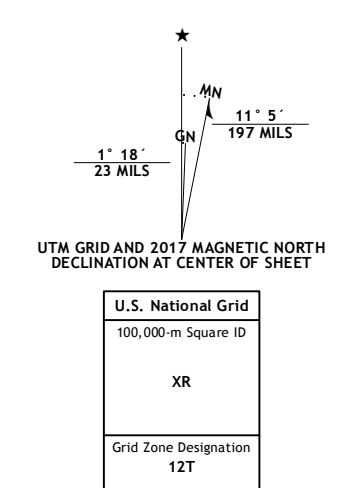 ★
MN
GN
11° 5´
197 MILS
1° 18´
23 MILS
UTM GRID AND 2017 MAGNETIC NORTH
DECLINATION AT CENTER OF SHEET
U.S. National Grid
100,000-m Square ID
XR
Grid Zone Designation
12T